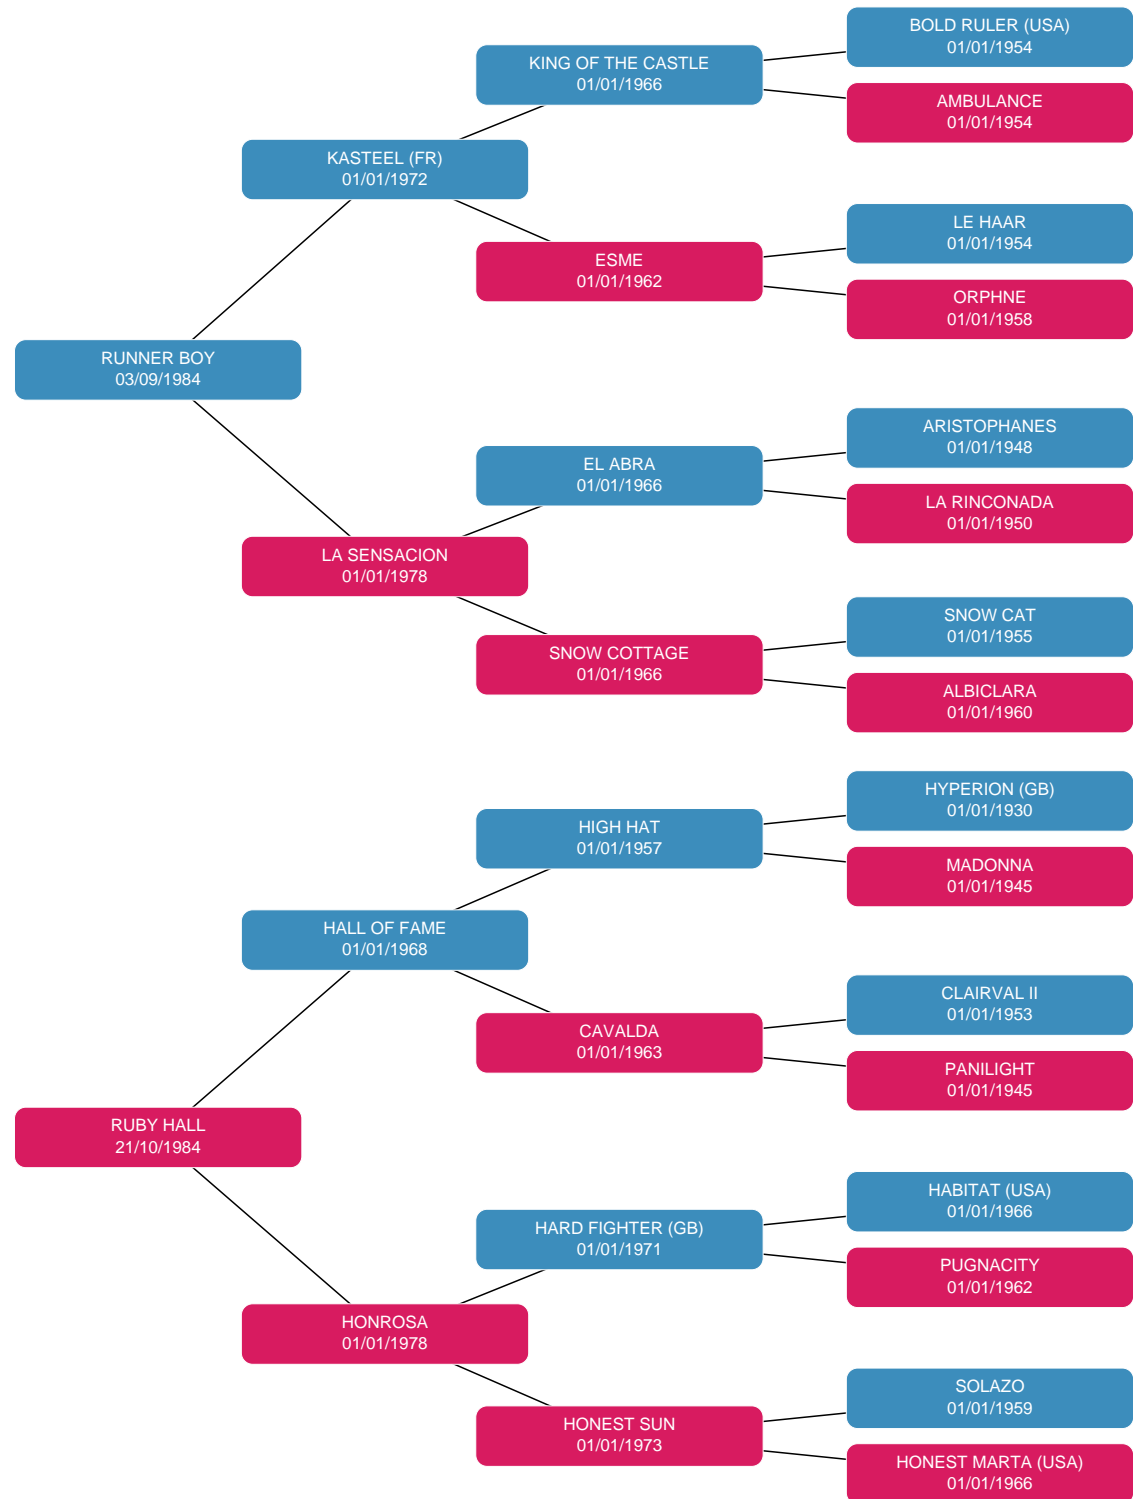 BOLD RULER (USA)
01/01/1954
KING OF THE CASTLE
01/01/1966
AMBULANCE
01/01/1954
KASTEEL (FR)
01/01/1972
LE HAAR
01/01/1954
ESME
01/01/1962
ORPHNE
01/01/1958
RUNNER BOY
03/09/1984
ARISTOPHANES
01/01/1948
EL ABRA
01/01/1966
LA RINCONADA
01/01/1950
LA SENSACION
01/01/1978
SNOW CAT
01/01/1955
SNOW COTTAGE
01/01/1966
ALBICLARA
01/01/1960
HYPERION (GB)
01/01/1930
HIGH HAT
01/01/1957
MADONNA
01/01/1945
HALL OF FAME
01/01/1968
CLAIRVAL II
01/01/1953
CAVALDA
01/01/1963
PANILIGHT
01/01/1945
RUBY HALL
21/10/1984
HABITAT (USA)
01/01/1966
HARD FIGHTER (GB)
01/01/1971
PUGNACITY
01/01/1962
HONROSA
01/01/1978
SOLAZO
01/01/1959
HONEST SUN
01/01/1973
HONEST MARTA (USA)
01/01/1966